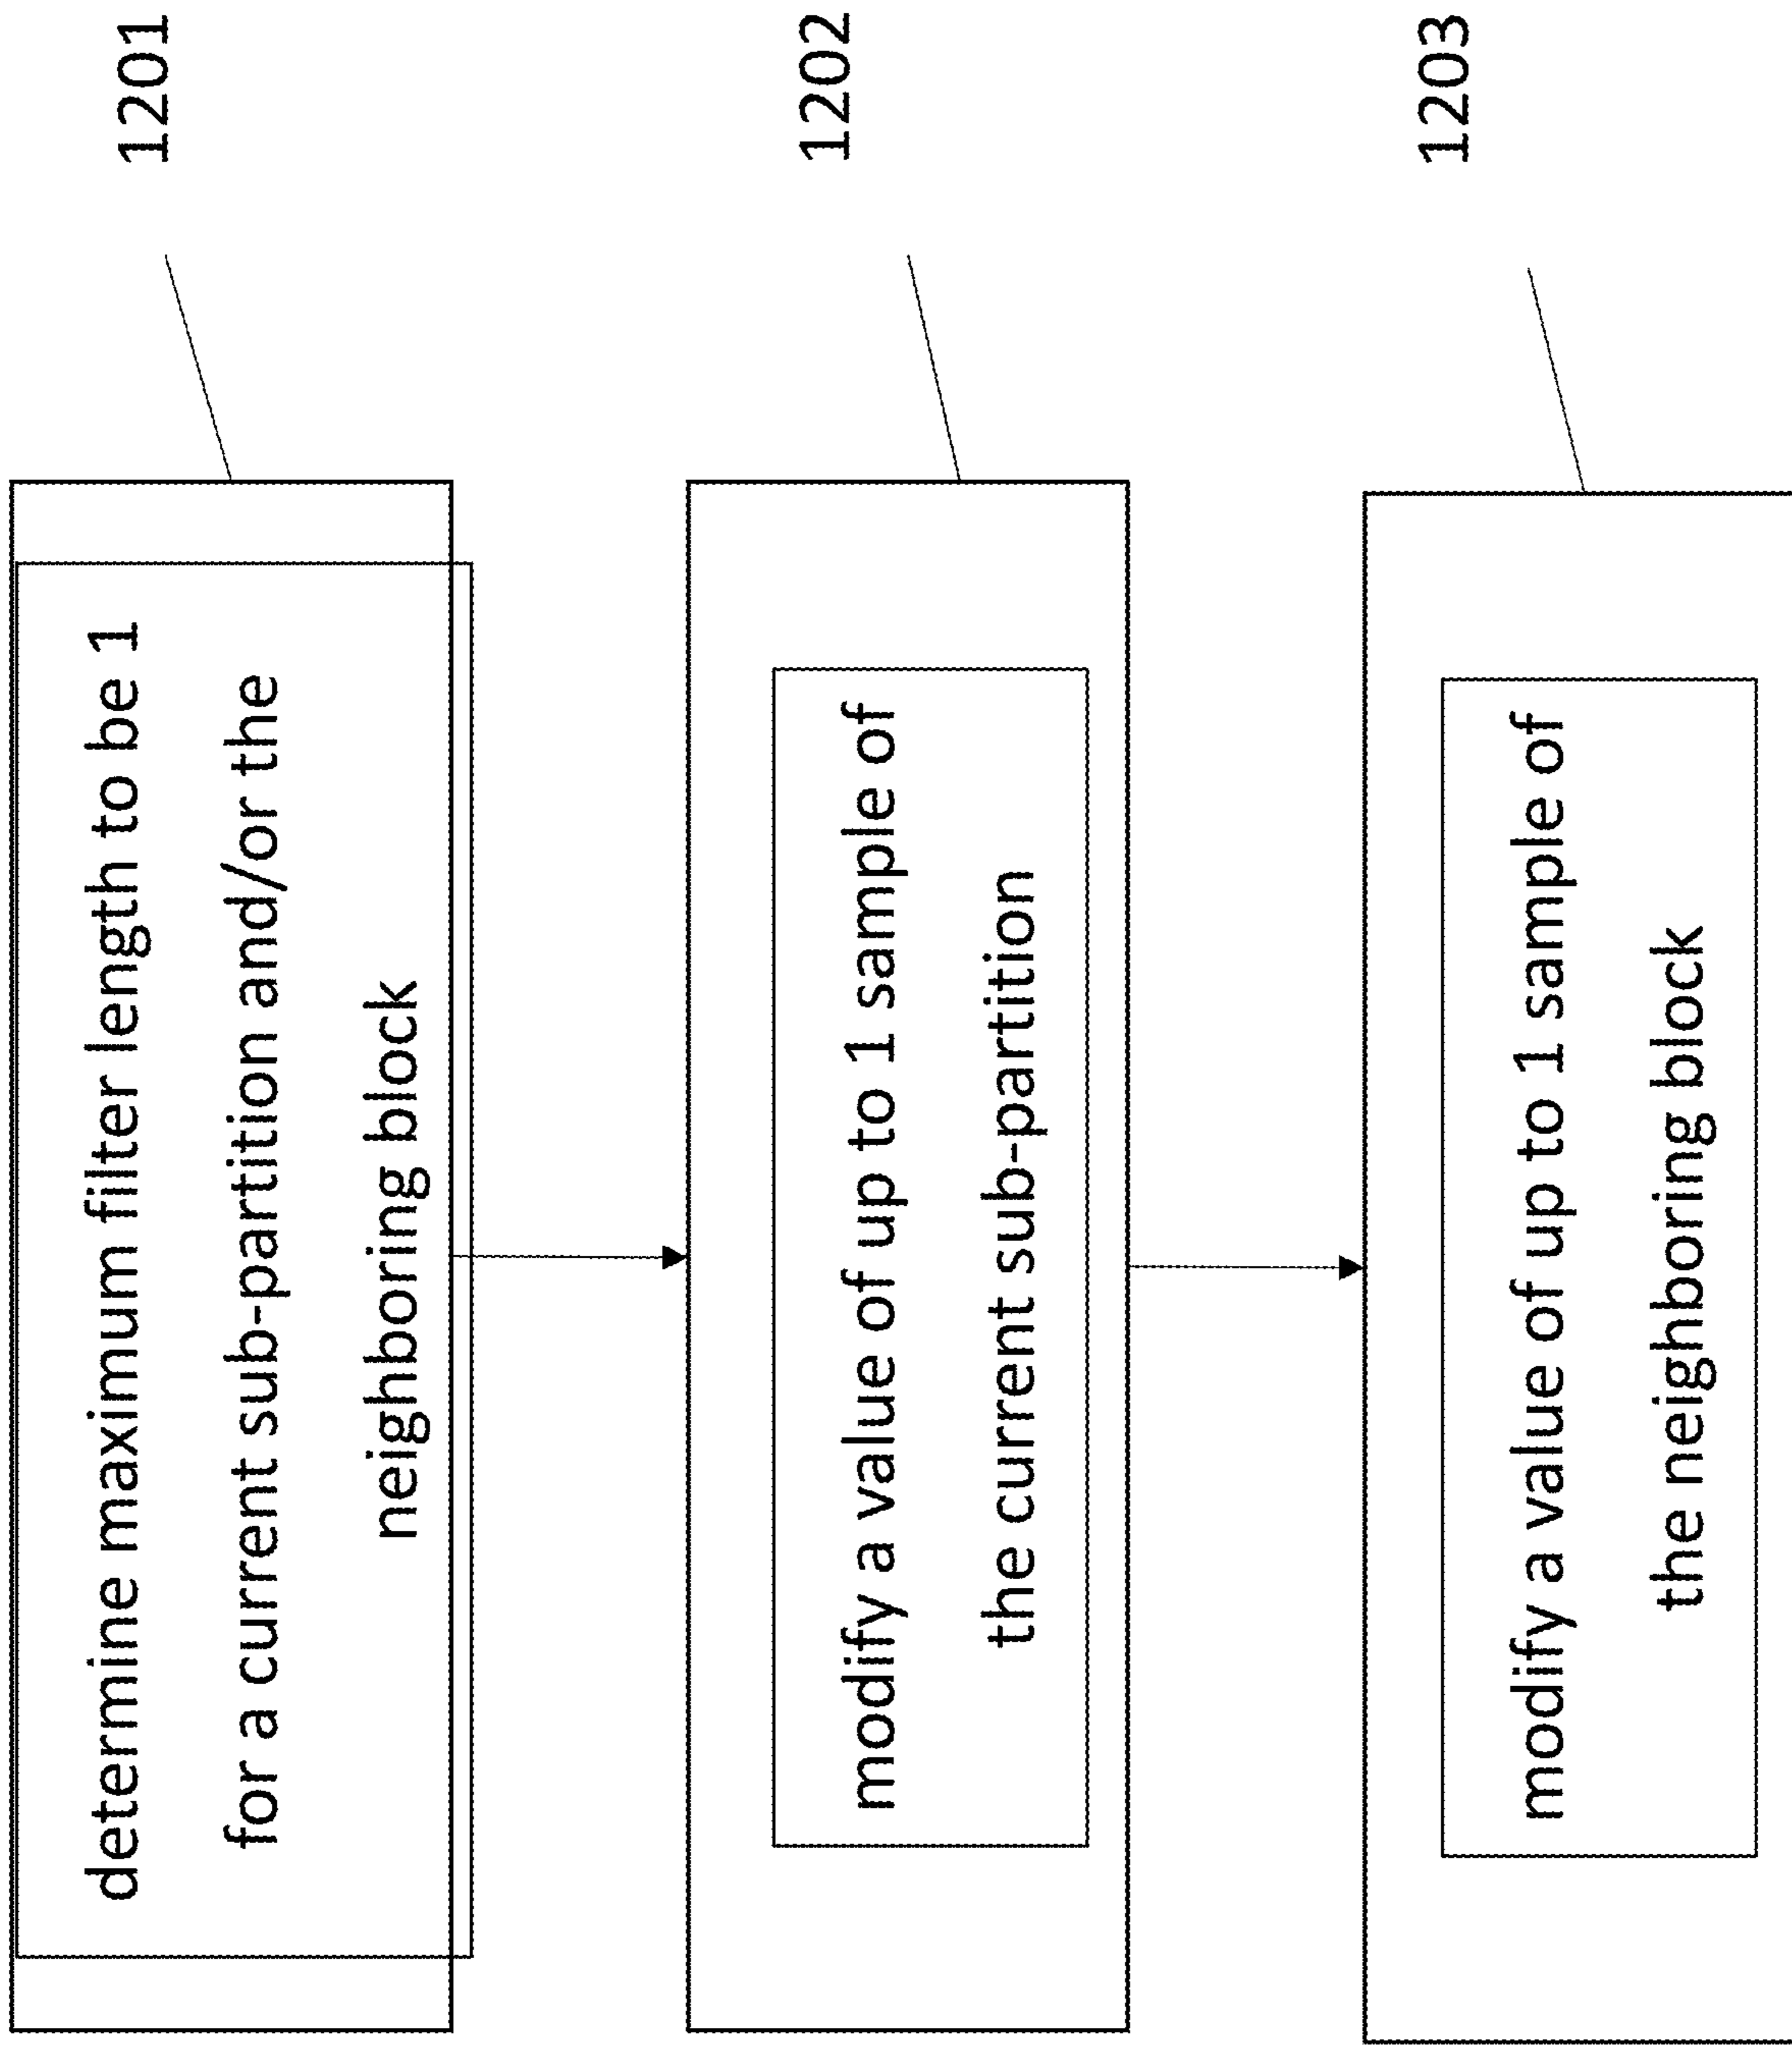 1201
determine maximum filter length to be 1
for a current sub-partition and/or the
neighboring block
1202
modify a value of up to 1 sample of
the current sub-partition
1203
modify a value of up to 1 sample of
the neighboring block